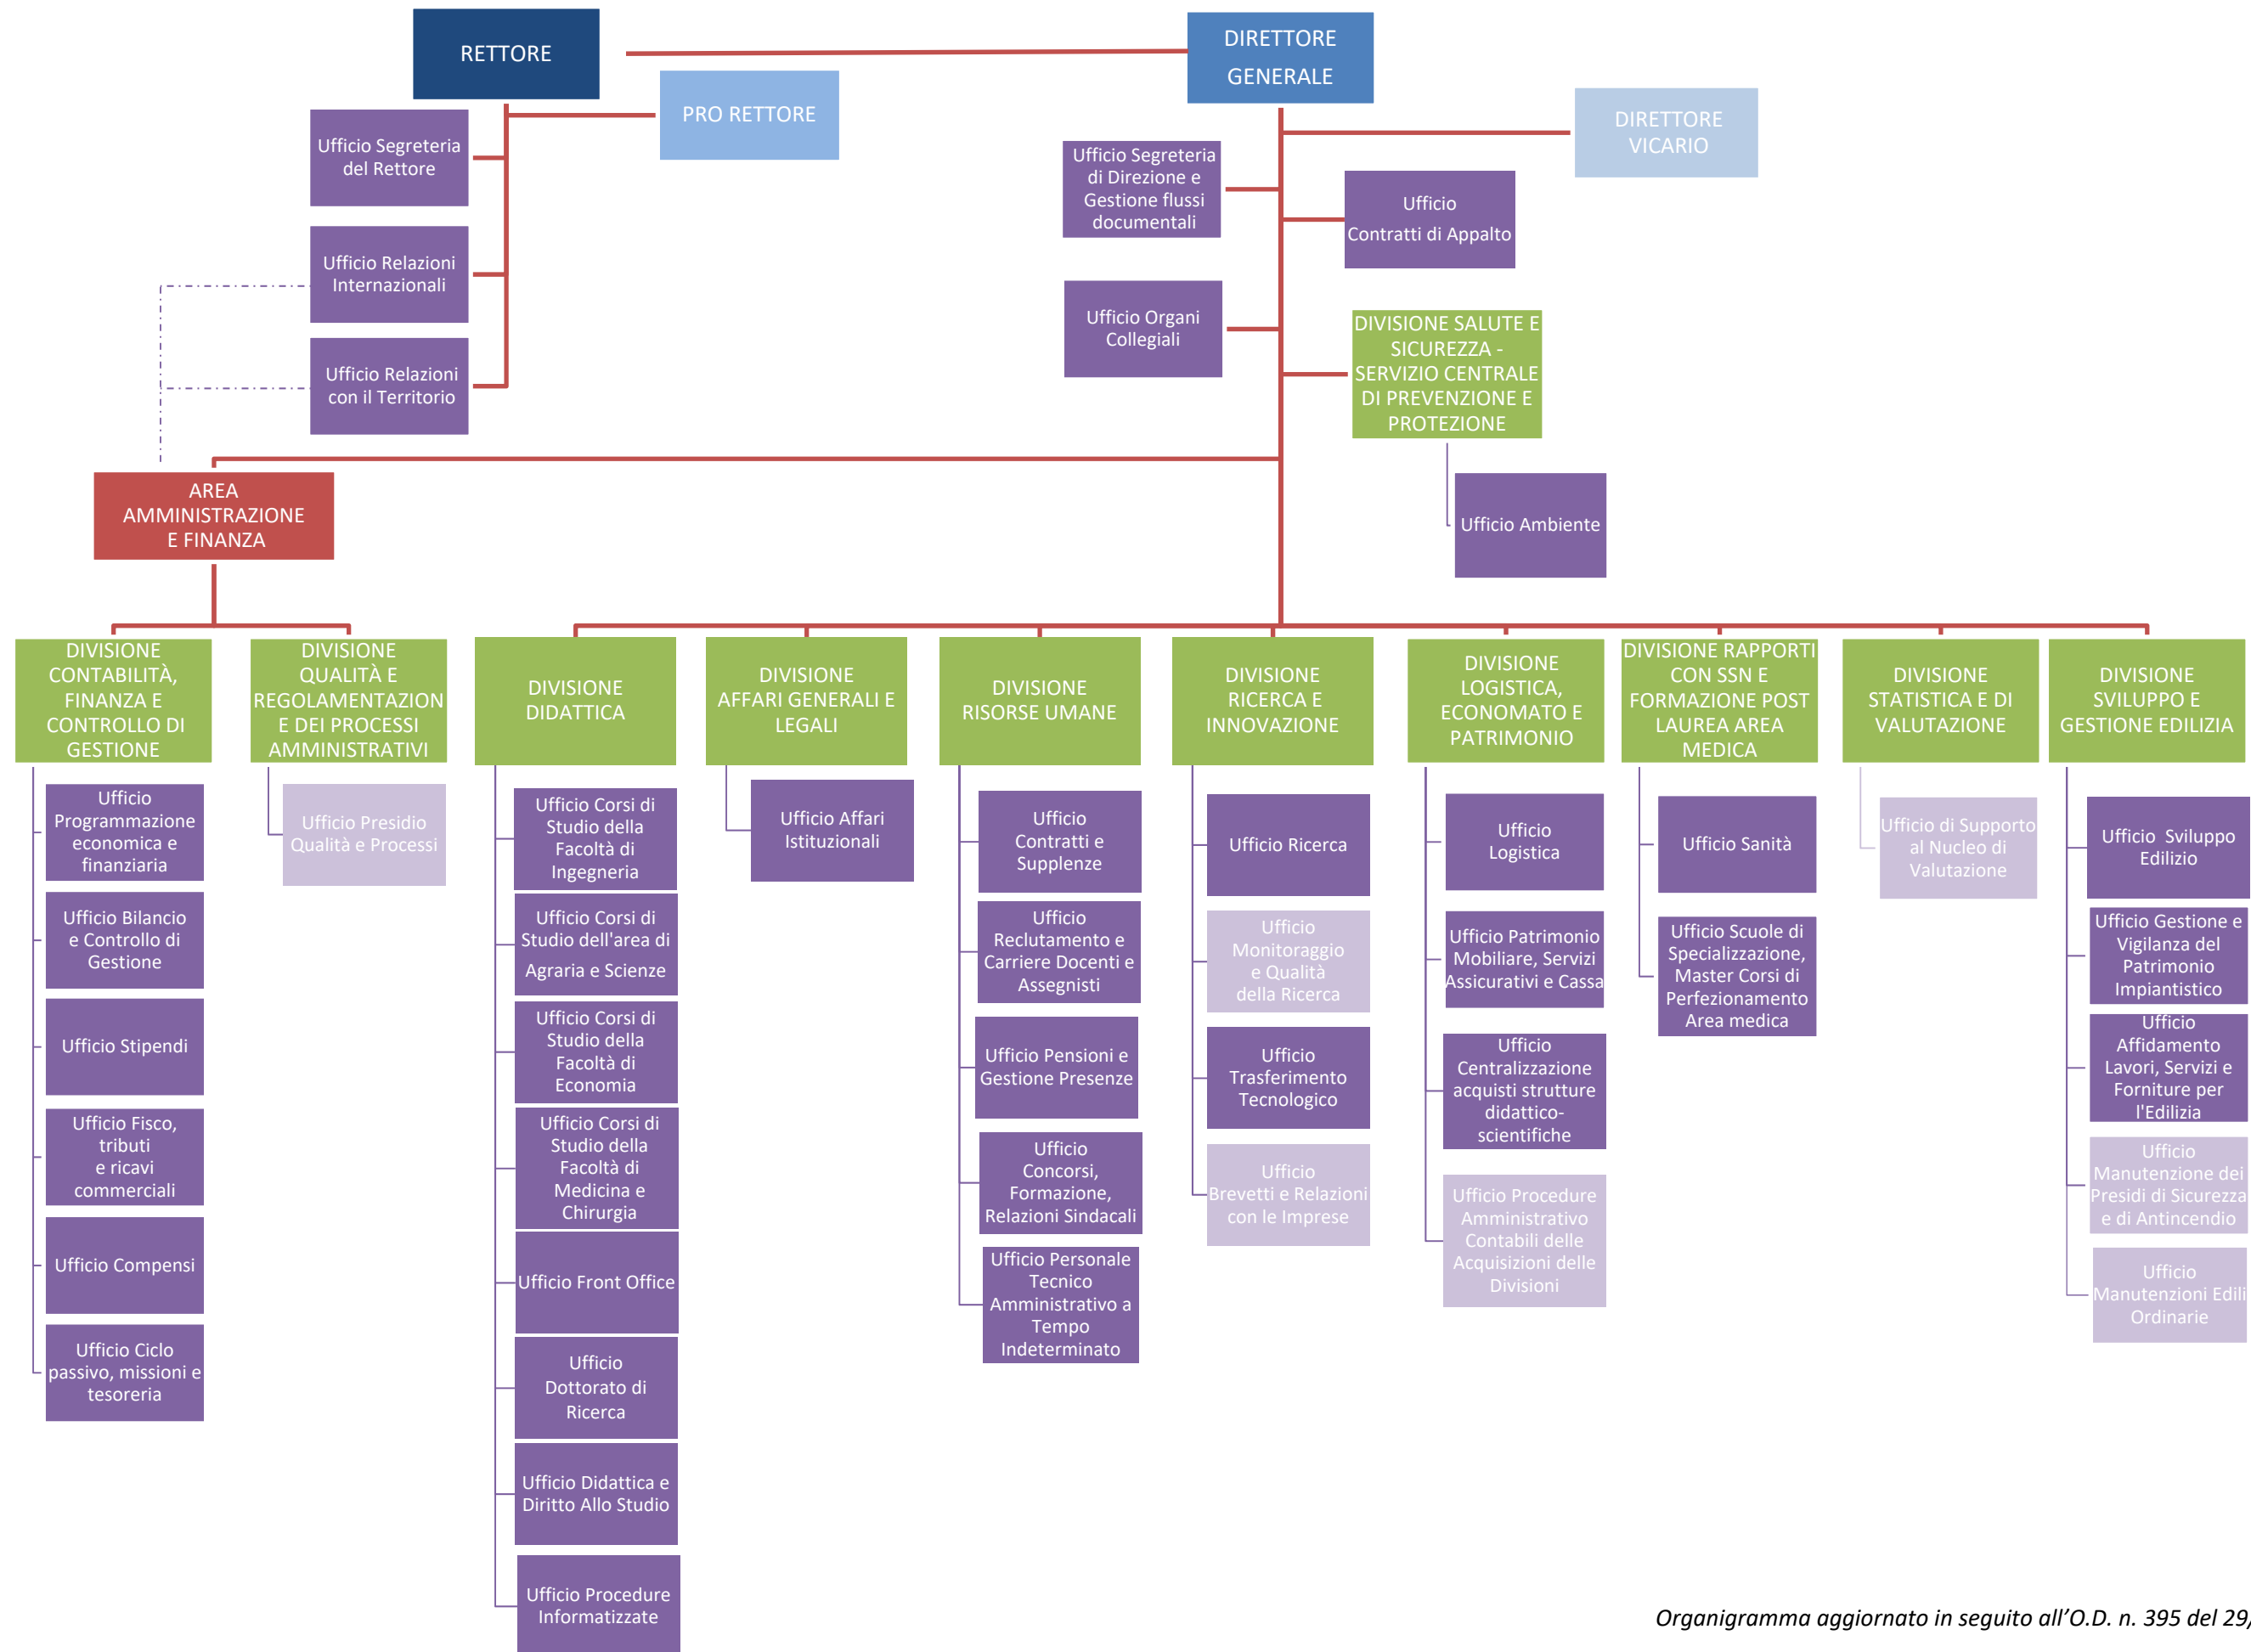 RETTORE
DIRETTORE
GENERALE
PRO RETTORE
DIRETTORE
VICARIO
Ufficio Segreteria
del Rettore
Ufficio Relazioni
Internazionali
Ufficio Relazioni
con il Territorio
Ufficio Segreteria
di Direzione e
Gestione flussi
documentali
Ufficio
Contratti di Appalto
Ufficio Organi
Collegiali
DIVISIONE SALUTE E
SICUREZZA -
SERVIZIO CENTRALE
DI PREVENZIONE E
PROTEZIONE
Ufficio Ambiente
AREA
AMMINISTRAZIONE
E FINANZA
DIVISIONE
CONTABILITÀ,
FINANZA E
CONTROLLO DI
GESTIONE
Ufficio
Programmazione
economica e
finanziaria
Ufficio Bilancio
e Controllo di
Gestione
Ufficio Stipendi
Ufficio Fisco,
tributi
e ricavi
commerciali
Ufficio Compensi
Ufficio Ciclo
passivo, missioni e
tesoreria
DIVISIONE
QUALITÀ E
REGOLAMENTAZION
E DEI PROCESSI
AMMINISTRATIVI
Ufficio Presidio
Qualità e Processi
DIVISIONE
DIDATTICA
Ufficio Corsi di
Studio della
Facoltà di
Ingegneria
Ufficio Corsi di
Studio dell'area di
Agraria e Scienze
Ufficio Corsi di
Studio della
Facoltà di
Economia
Ufficio Corsi di
Studio della
Facoltà di
Medicina e
Chirurgia
Ufficio Front Office
Ufficio
Dottorato di
Ricerca
Ufficio Didattica e
Diritto Allo Studio
Ufficio Procedure
Informatizzate
DIVISIONE
AFFARI GENERALI E
LEGALI
Ufficio Affari
Istituzionali
DIVISIONE
RISORSE UMANE
Ufficio
Contratti e
Supplenze
Ufficio
Reclutamento e
Carriere Docenti e
Assegnisti
Ufficio Pensioni e
Gestione Presenze
Ufficio
Concorsi,
Formazione,
Relazioni Sindacali
Ufficio Personale
Tecnico
Amministrativo a
Tempo
Indeterminato
DIVISIONE
RICERCA E
INNOVAZIONE
Ufficio Ricerca
Ufficio
Monitoraggio
e Qualità
della Ricerca
Ufficio
Trasferimento
Tecnologico
Ufficio
Brevetti e Relazioni
con le Imprese
DIVISIONE
LOGISTICA,
ECONOMATO E
PATRIMONIO
Ufficio
Logistica
Ufficio Patrimonio
Mobiliare, Servizi
Assicurativi e Cassa
Ufficio
Centralizzazione
acquisti strutture
didattico-
scientifiche
Ufficio Procedure
Amministrativo
Contabili delle
Acquisizioni delle
Divisioni
DIVISIONE RAPPORTI
CON SSN E
FORMAZIONE POST
LAUREA AREA
MEDICA
Ufficio Sanità
Ufficio Scuole di
Specializzazione,
Master Corsi di
Perfezionamento
Area medica
DIVISIONE
STATISTICA E DI
VALUTAZIONE
Ufficio di Supporto
al Nucleo di
Valutazione
DIVISIONE
SVILUPPO E
GESTIONE EDILIZIA
Ufficio Sviluppo
Edilizio
Ufficio Gestione e
Vigilanza del
Patrimonio
Impiantistico
Ufficio
Affidamento
Lavori, Servizi e
Forniture per
l'Edilizia
Ufficio
Manutenzione dei
Presidi di Sicurezza
e di Antincendio
Ufficio
Manutenzioni Edili
Ordinarie
Organigramma aggiornato in seguito all’O.D. n. 395 del 29/